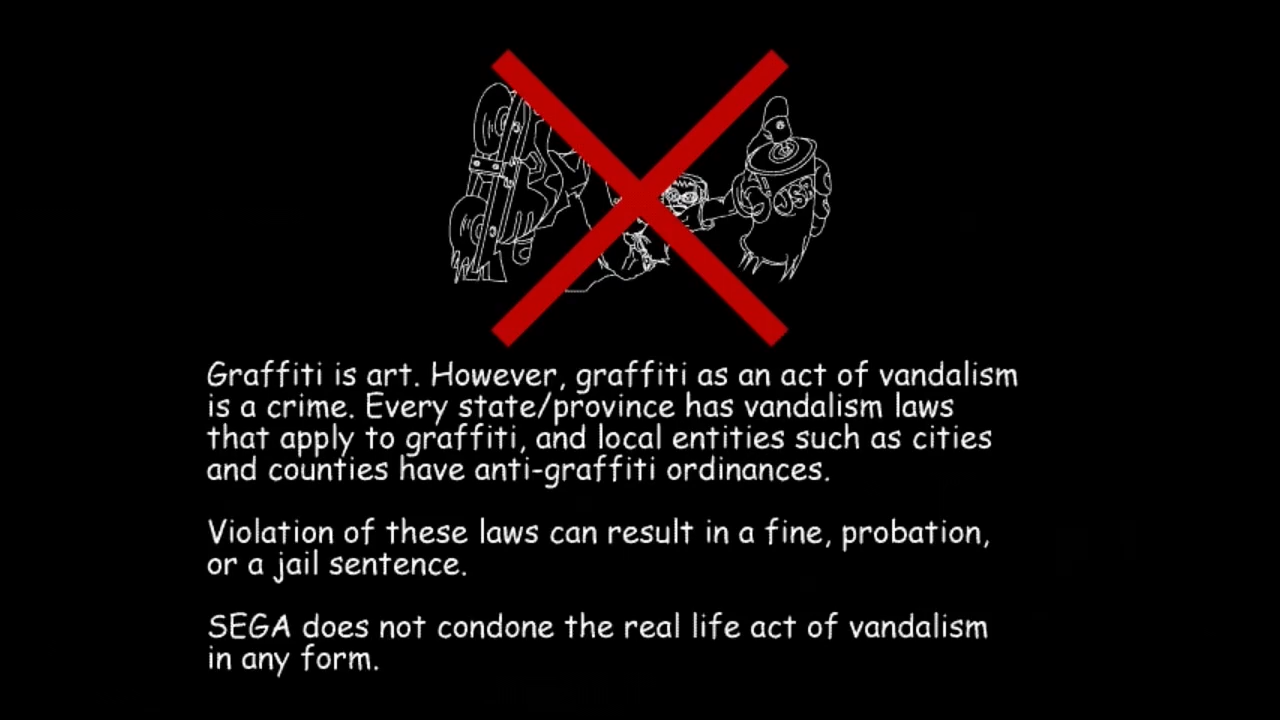 JSR
Graffiti is art. However, graffiti as an act of vandalism
is a crime. Every state/province has vandalism laws
that apply to graffiti, and local entities such as cities
and counties have anti-graffiti ordinances.
Violation of these laws can result in a fine, probation,
or a jail sentence.
SEGA does not condone the real life act of vandalism
in any form.